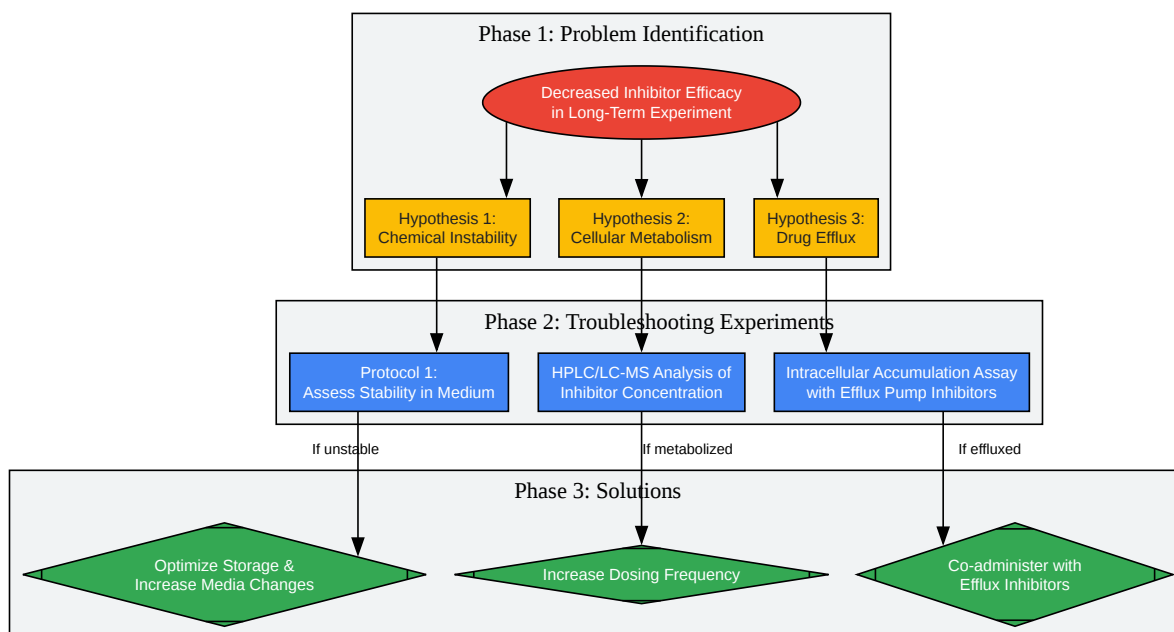 Phase 1: Problem Identification
Decreased Inhibitor Efficacy
in Long-Term Experiment
Hypothesis 1:
Chemical Instability
Hypothesis 2:
Cellular Metabolism
Hypothesis 3:
Drug Efflux
Phase 2: Troubleshooting Experiments
Protocol 1:
Assess Stability in Medium
HPLC/LC-MS Analysis of
Inhibitor Concentration
Intracellular Accumulation Assay
with Efflux Pump Inhibitors
If unstable
If metabolized
If effluxed
Phase 3: Solutions
Optimize Storage &
Increase Media Changes
Increase Dosing Frequency
Co-administer with
Efflux Inhibitors